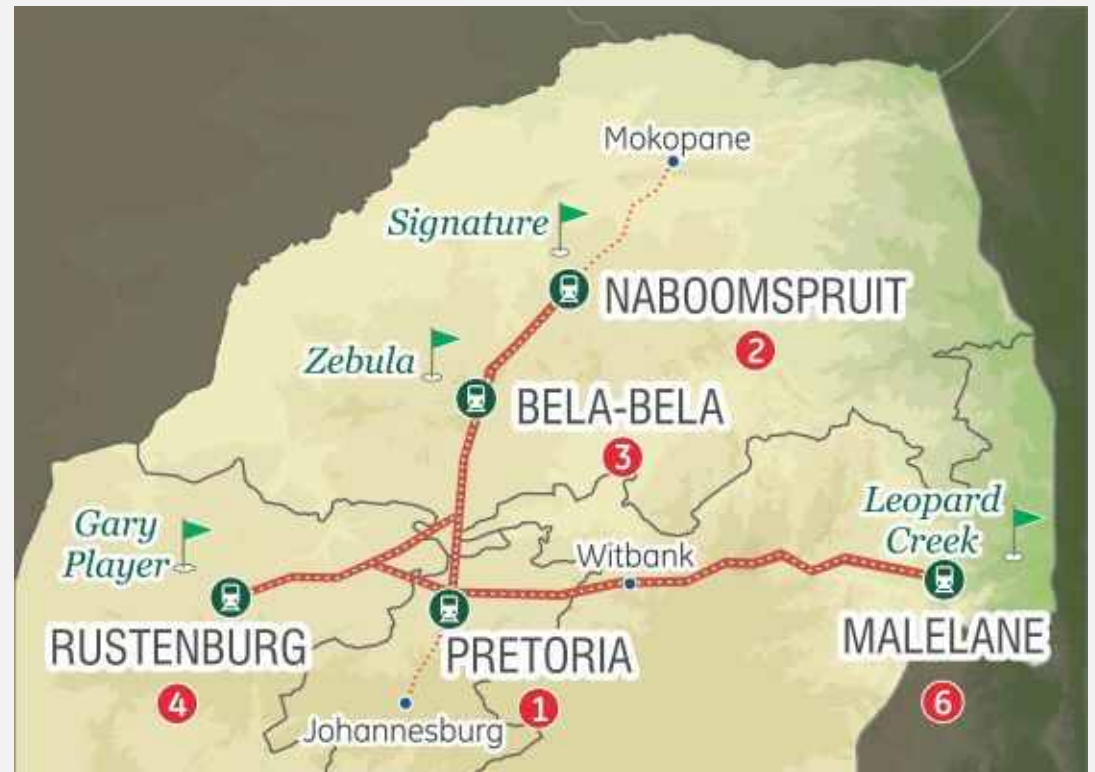 Mokopane
Signature
NABOOMSPRUIT
2
Zebula
BELA-BELA
3
Gary
Player
Leopard
Creek
Witbank
RUSTENBURG
4
PRETORIA
1
MALELANE
6
Johannesburg